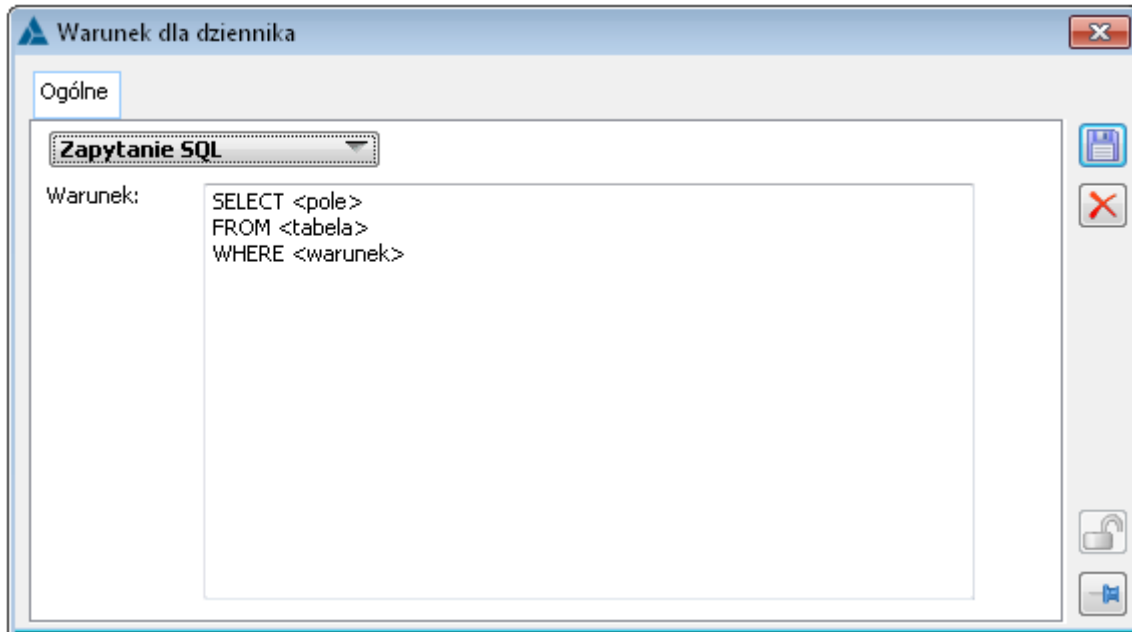 Warunek dla dziennika
Ogólne
Zapytanie SQL
Warunek:
SELECT <pole>
FROM <tabela>
WHERE <warunek>